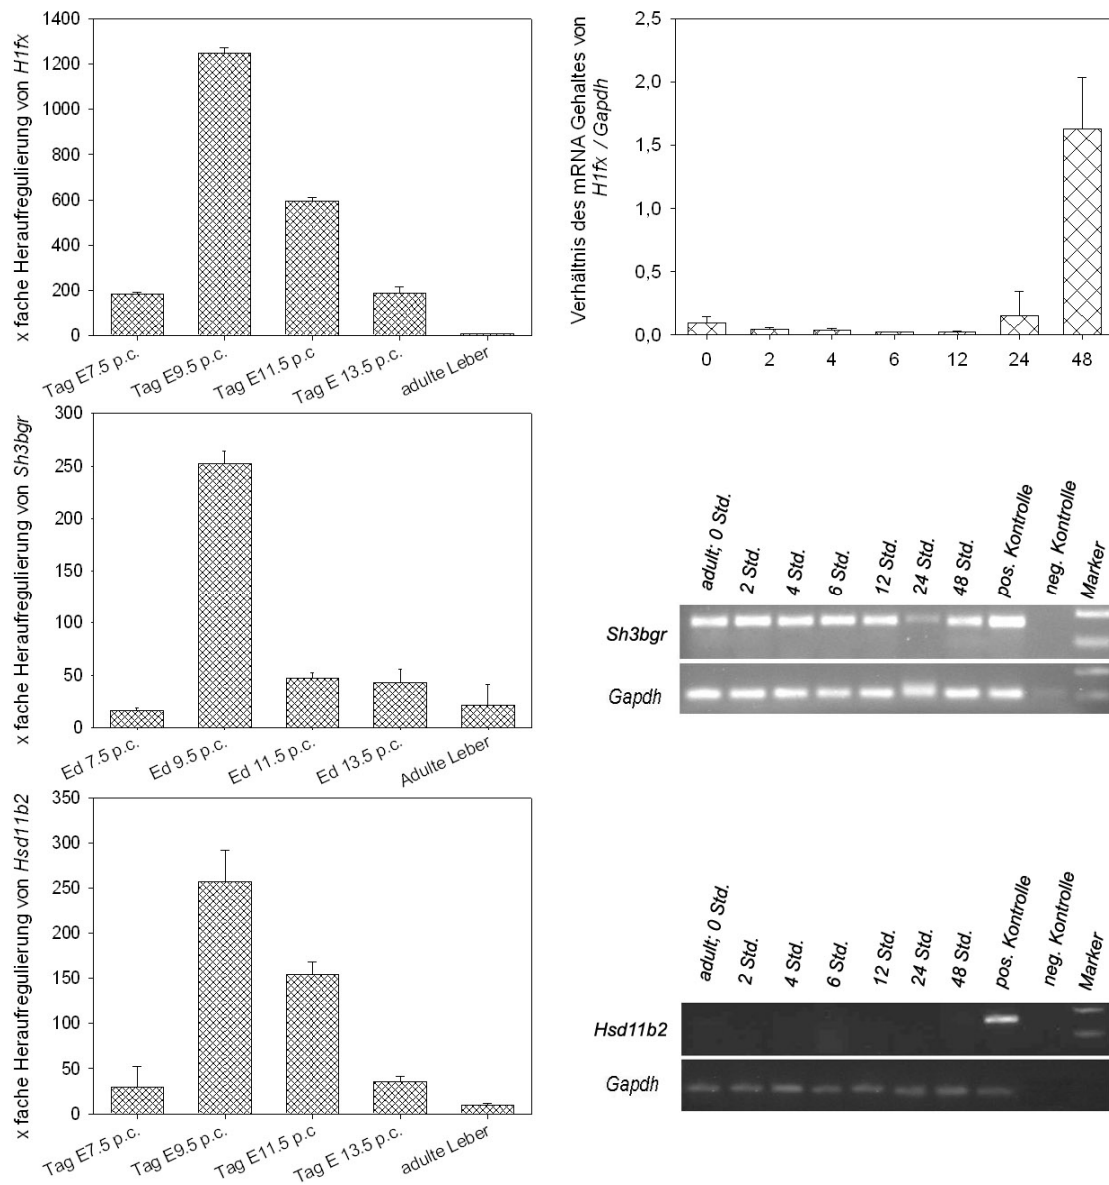 x fache Heraufregulierung von H1fx
1400
1200
1000
800
600
400
200
0
Tag E7.5 p.c.
Tag E9.5 p.c.
Tag E11.5 p.c
Tag E 13.5 p.c.
adulte Leber
Verhältnis des mRNA Gehaltes von
H1fx / Gapdh
2,5
2,0
1,5
1,0
0,5
0,0
0 2 4 6 12 24 48
x fache Heraufregulierung von Sh3bgr
300
250
200
150
100
50
0
Ed 7.5 p.c.
Ed 9.5 p.c.
Ed 11.5 p.c.
Ed 13.5 p.c.
Adulte Leber
adult; 0 Std.
2 Std.
4 Std.
6 Std.
12 Std.
24 Std.
48 Std.
pos. Kontrolle
neg. Kontrolle
Marker
Sh3bgr
Gapdh
x fache Heraufregulierung von Hsd11b2
350
300
250
200
150
100
50
0
Tag E7.5 p.c.
Tag E9.5 p.c.
Tag E11.5 p.c
Tag E 13.5 p.c.
adulte Leber
adult; 0 Std.
2 Std.
4 Std.
6 Std.
12 Std.
24 Std.
48 Std.
pos. Kontrolle
neg. Kontrolle
Marker
Hsd11b2
Gapdh